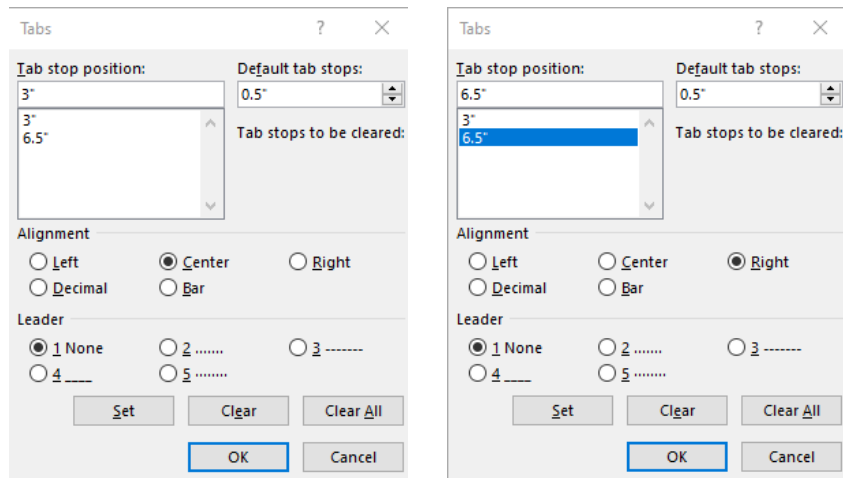 Tabs ? ×
Tab stop position: Default tab stops:
3" 0.5"
3"
6.5"
Tab stops to be cleared:
Alignment
Left Center Right
Decimal Bar
Leader
1 None 2 ....... 3 -------
4 ____ 5 ········
Set Clear Clear All
OK Cancel
Tabs ? ×
Tab stop position: Default tab stops:
6.5" 0.5"
3"
6.5"
Tab stops to be cleared:
Alignment
Left Center Right
Decimal Bar
Leader
1 None 2 ....... 3 -------
4 ____ 5 ········
Set Clear Clear All
OK Cancel